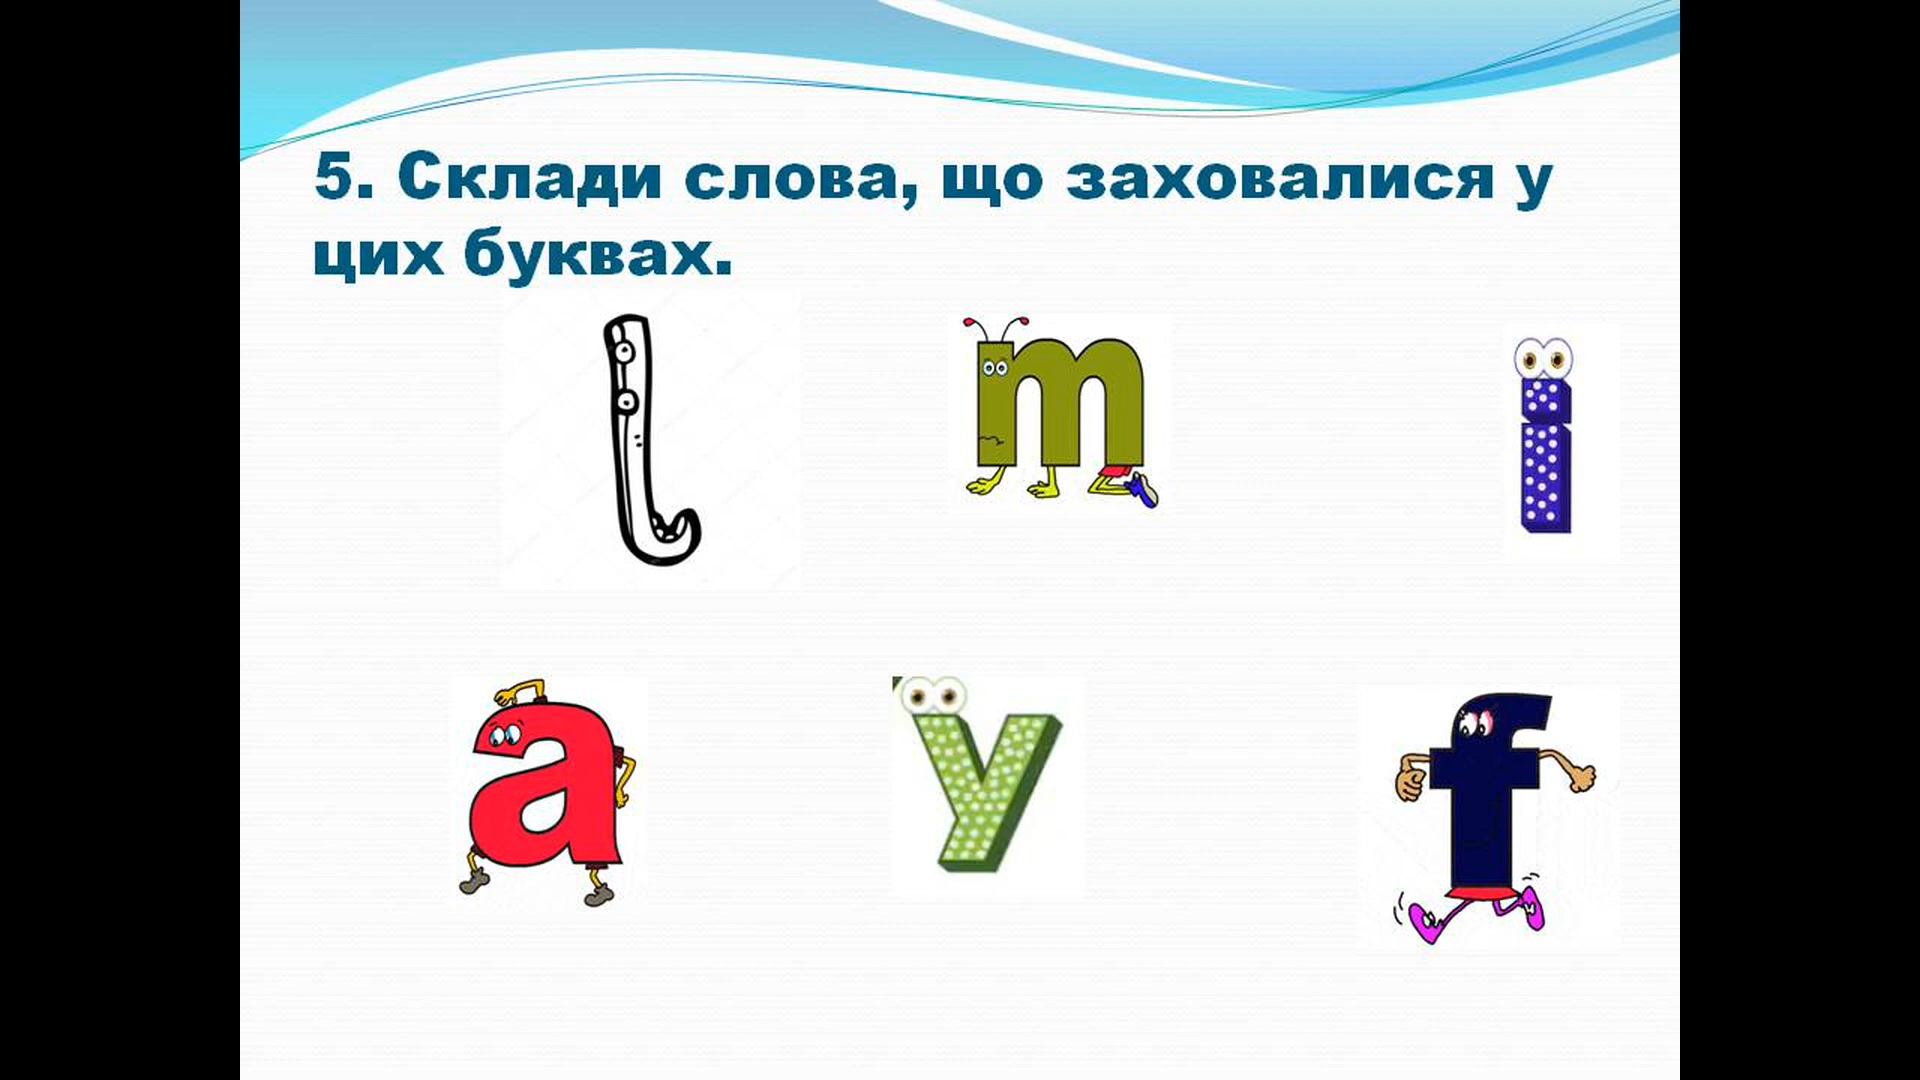 5. Склади слова, що заховалися у
цих буквах.
l m i
a y f